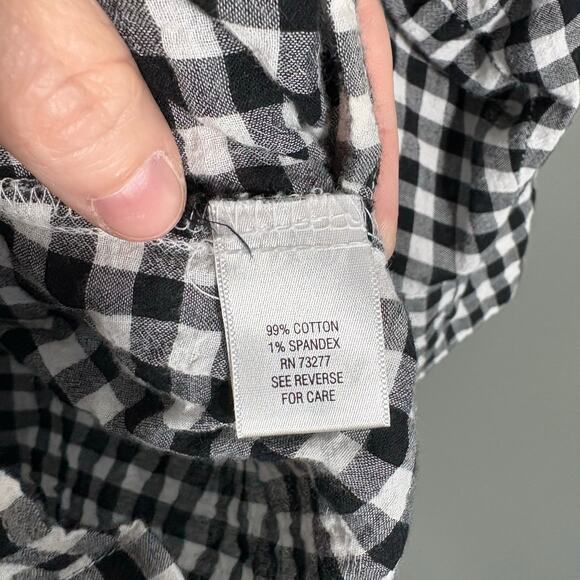 99% COTTON
1% SPANDEX
RN 73277
SEE REVERSE
FOR CARE